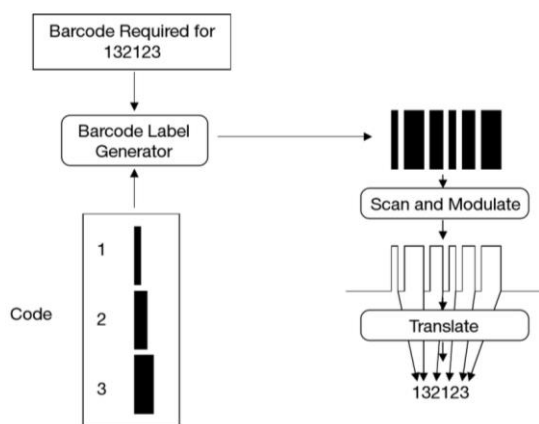 Barcode Required for
132123
Barcode Label
Generator
Scan and Modulate
1
Code
2
3
Translate
132123